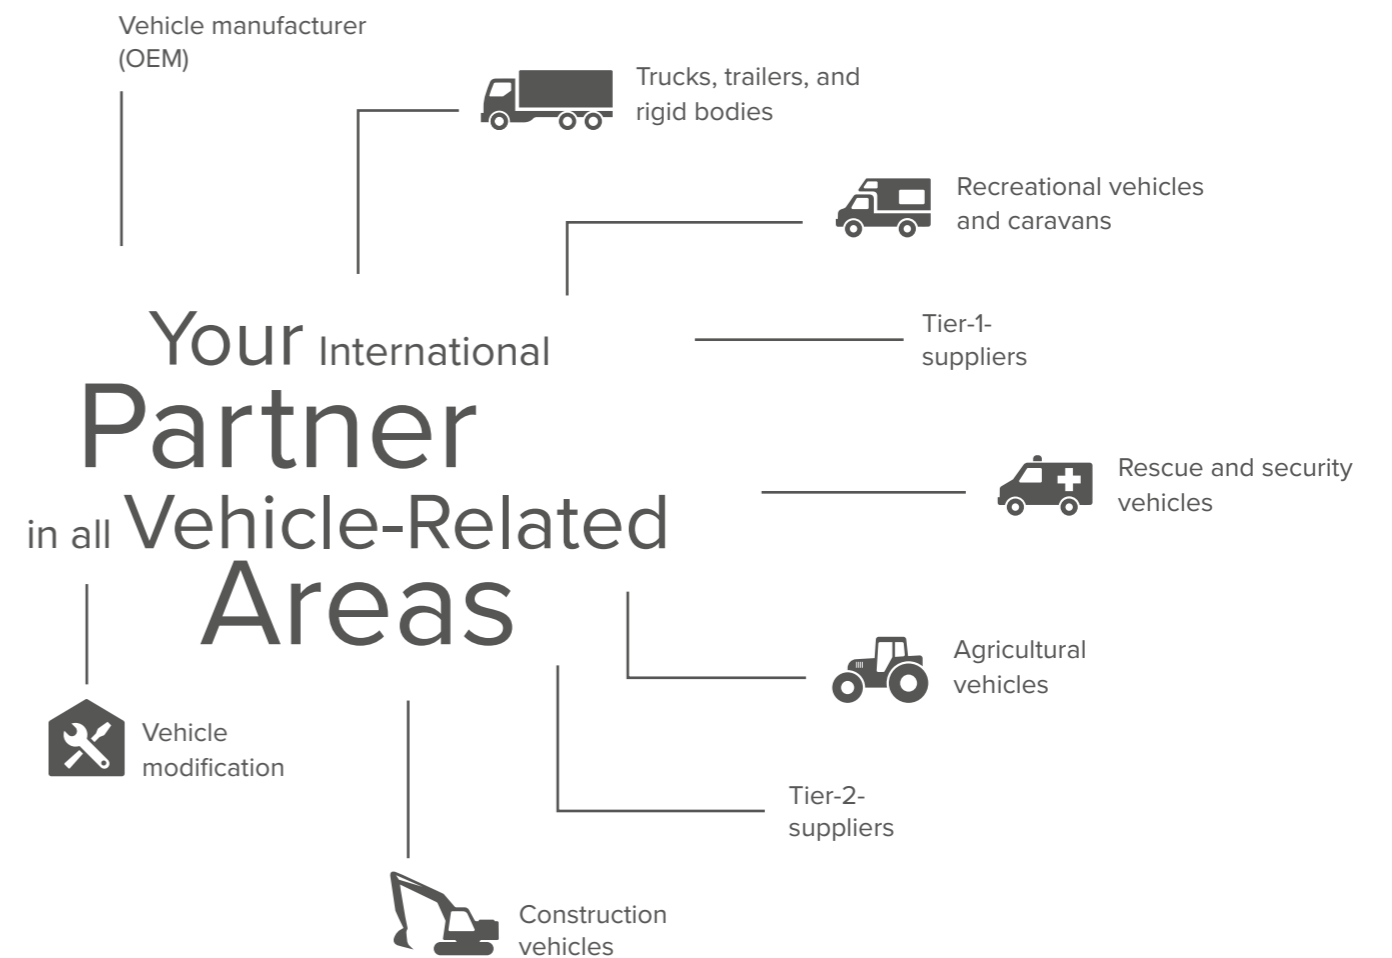 Vehicle manufacturer
(OEM)
Trucks, trailers, and
rigid bodies
Recreational vehicles
and caravans
Tier-1-
suppliers
Your International
Partner
in all Vehicle-Related
Areas
Rescue and security
vehicles
Agricultural
vehicles
Vehicle
modification
Tier-2-
suppliers
Construction
vehicles